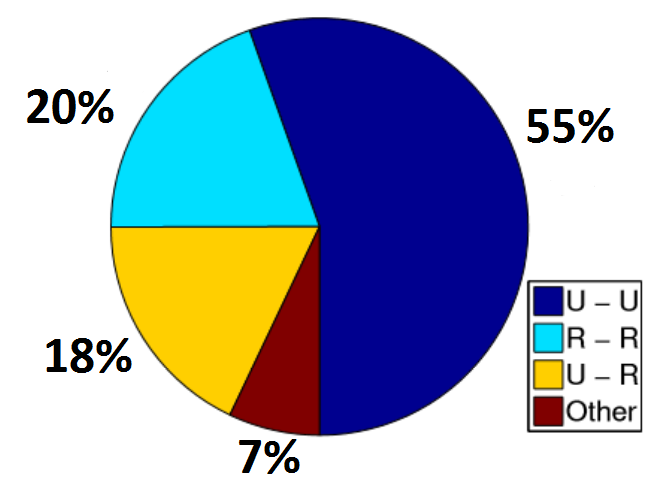 20%
55%
18%
7%
U – U
R – R
U – R
Other